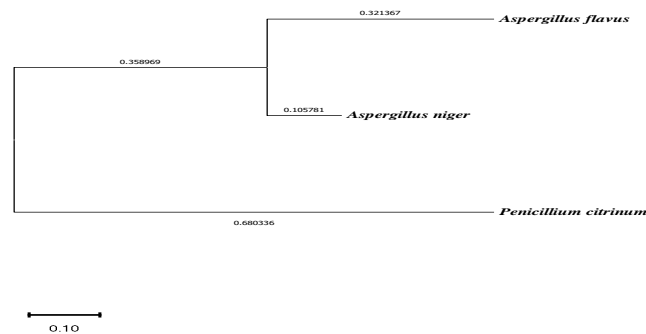 0.321367
Aspergillus flavus
0.358969
0.105781
Aspergillus niger
Penicillium citrinum
0.680336
0.10